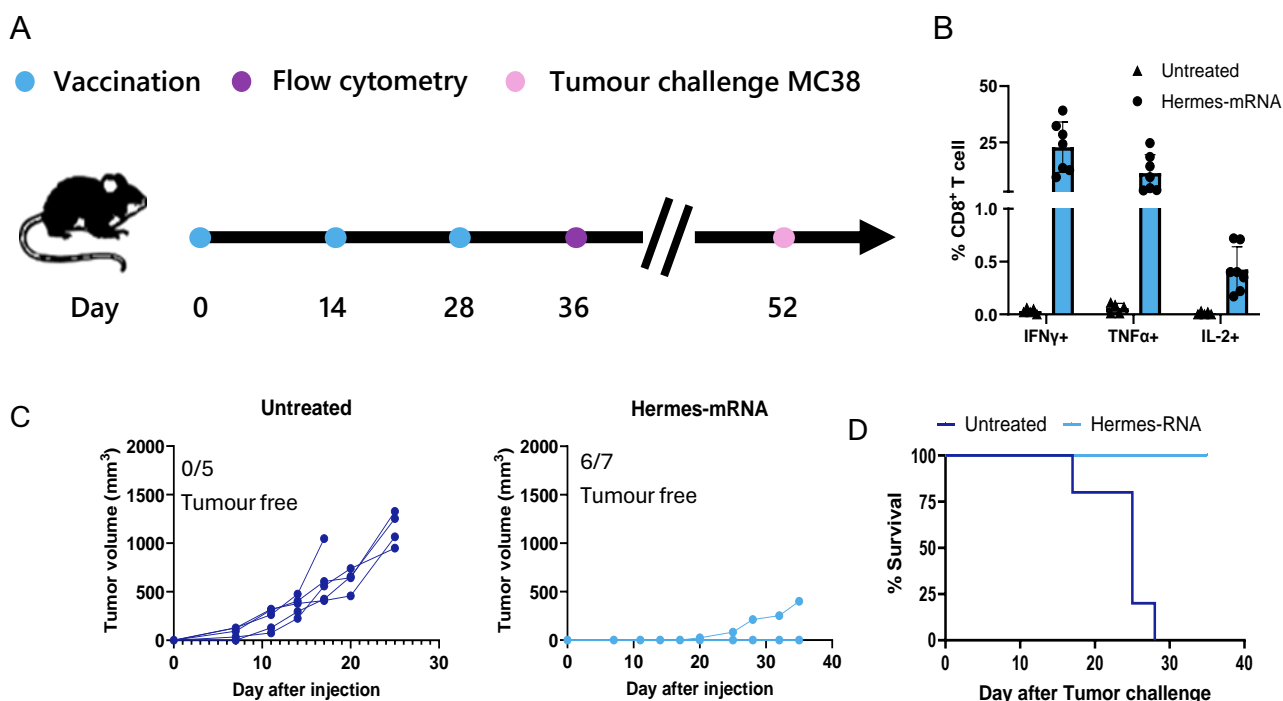 A
Vaccination Flow cytometry Tumour challenge MC38
Day 0 14 28 36 52
B
Untreated
Hermes-mRNA
% CD8⁺ T cell
50
25
1.0
0.5
0.0
IFNγ+ TNFα+ IL-2+
C
Untreated
Tumor volume (mm³)
2000
1500
1000
500
0
0/5
Tumour free
0 10 20 30
Day after injection
Hermes-mRNA
Tumor volume (mm³)
2000
1500
1000
500
0
6/7
Tumour free
0 10 20 30 40
Day after injection
D
Untreated Hermes-RNA
% Survival
100
75
50
25
0
0 10 20 30 40
Day after Tumor challenge